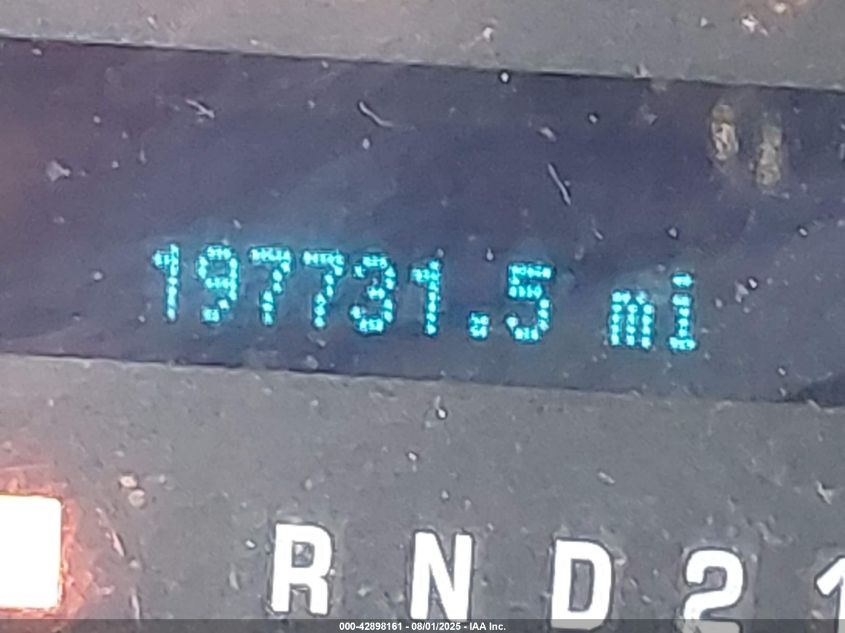 197731.5 mi
R N D 2 1
000-42898161 - 08/01/2025 - IAA Inc.